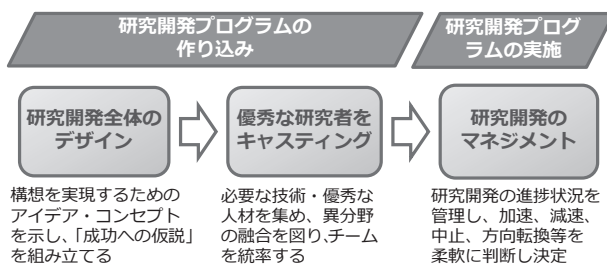 研究開発プログラムの
作り込み
研究開発プログ
ラムの実施
研究開発全体の
デザイン
優秀な研究者を
キャスティング
研究開発の
マネジメント
構想を実現するための
アイデア・コンセプト
を示し、「成功への仮説」
を組み立てる
必要な技術・優秀な
人材を集め、異分野
の融合を図り、チーム
を統率する
研究開発の進捗状況を
管理し、加速、減速、
中止、方向転換等を
柔軟に判断し決定